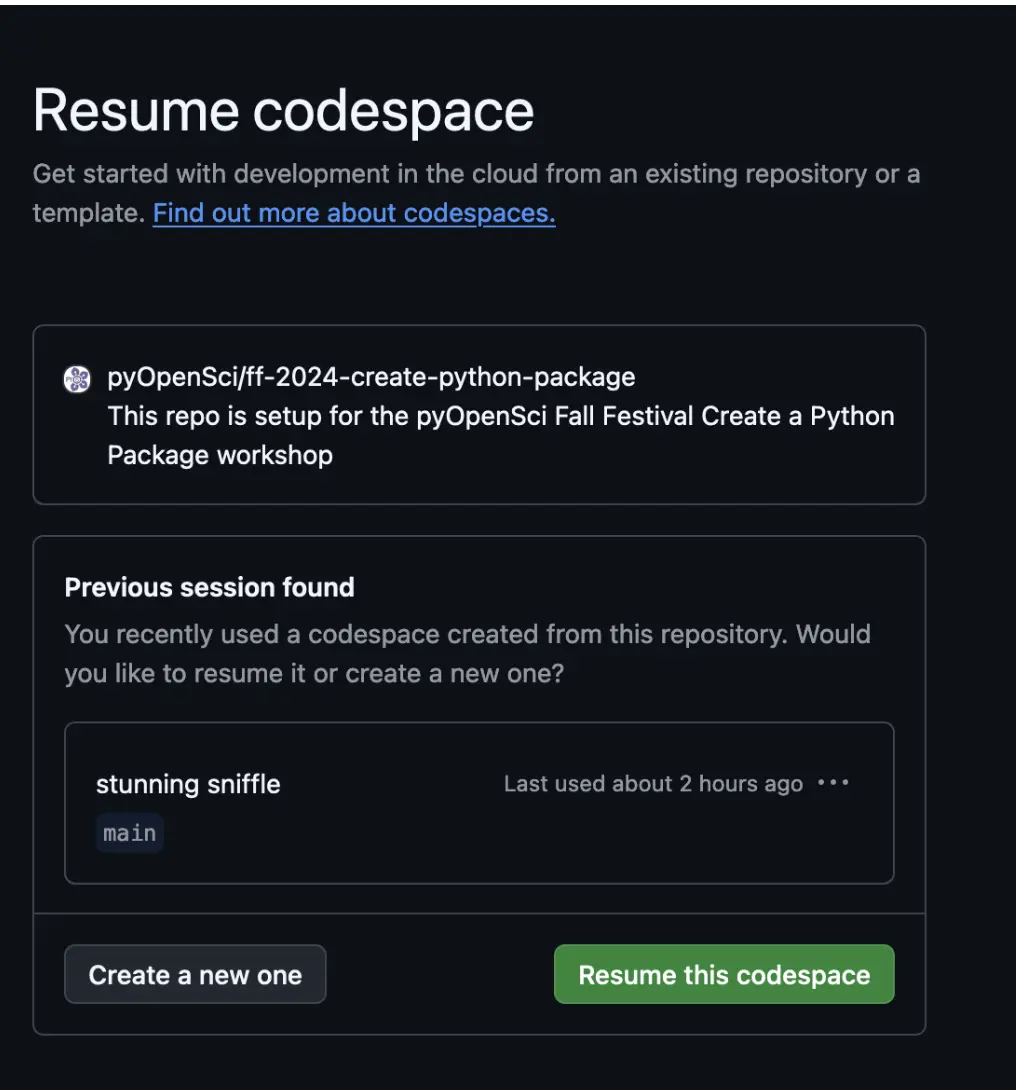 Resume codespace
Get started with development in the cloud from an existing repository or a
template. Find out more about codespaces.
pyOpenSci/ff-2024-create-python-package
This repo is setup for the pyOpenSci Fall Festival Create a Python
Package workshop
Previous session found
You recently used a codespace created from this repository. Would
you like to resume it or create a new one?
stunning sniffle
Last used about 2 hours ago ···
main
Create a new one
Resume this codespace